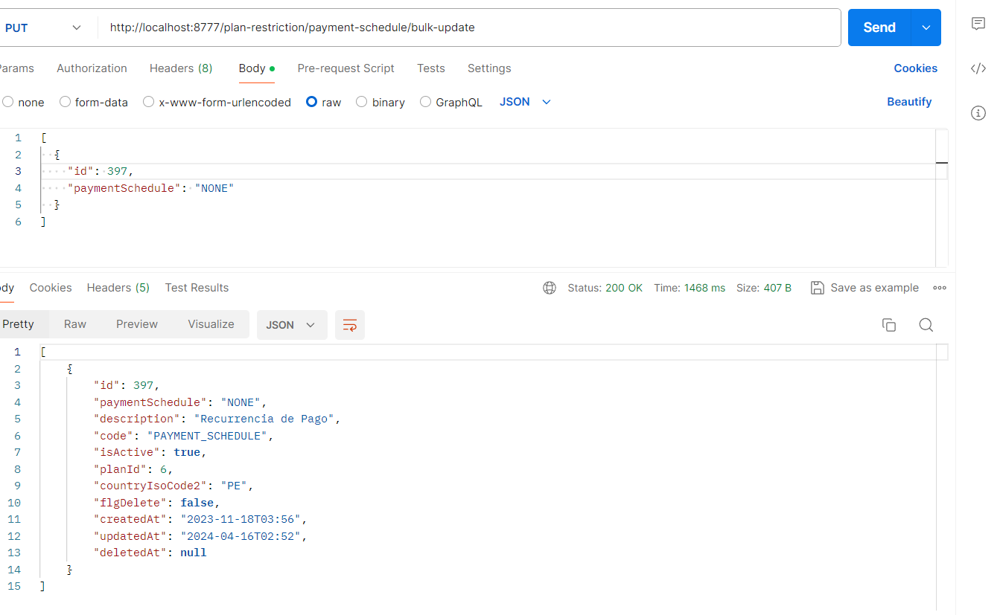 PUT http://localhost:8777/plan-restriction/payment-schedule/bulk-update Send
Params Authorization Headers (8) Body Pre-request Script Tests Settings Cookies
none form-data x-www-form-urlencoded raw binary GraphQL JSON Beautify
1 [
2 {
3 "id": 397,
4 "paymentSchedule": "NONE"
5 }
6 ]
Body Cookies Headers (5) Test Results Status: 200 OK Time: 1468 ms Size: 407 B Save as example
Pretty Raw Preview Visualize JSON
1 [
2 {
3 "id": 397,
4 "paymentSchedule": "NONE",
5 "description": "Recurrencia de Pago",
6 "code": "PAYMENT_SCHEDULE",
7 "isActive": true,
8 "planId": 6,
9 "countryIsoCode2": "PE",
10 "flgDelete": false,
11 "createdAt": "2023-11-18T03:56",
12 "updatedAt": "2024-04-16T02:52",
13 "deletedAt": null
14 }
15 ]